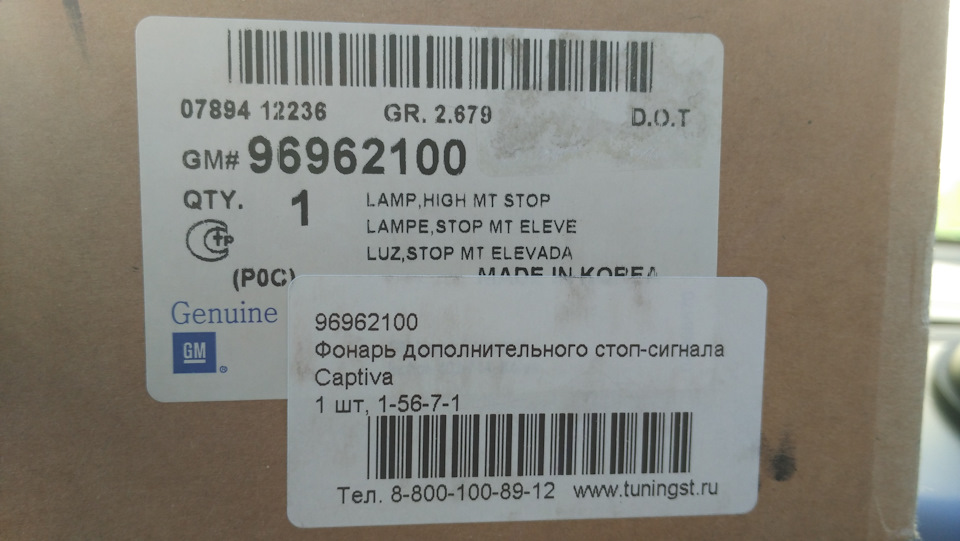 07894 12236 GR. 2.679 D.O.T
GM# 96962100
QTY. 1
LAMP,HIGH MT STOP
LAMPE,STOP MT ELEVE
LUZ,STOP MT ELEVADA
(P0C) MADE IN KOREA
Genuine
GM
96962100
Фонарь дополнительного стоп-сигнала
Captiva
1 шт, 1-56-7-1
Тел. 8-800-100-89-12 www.tuningst.ru